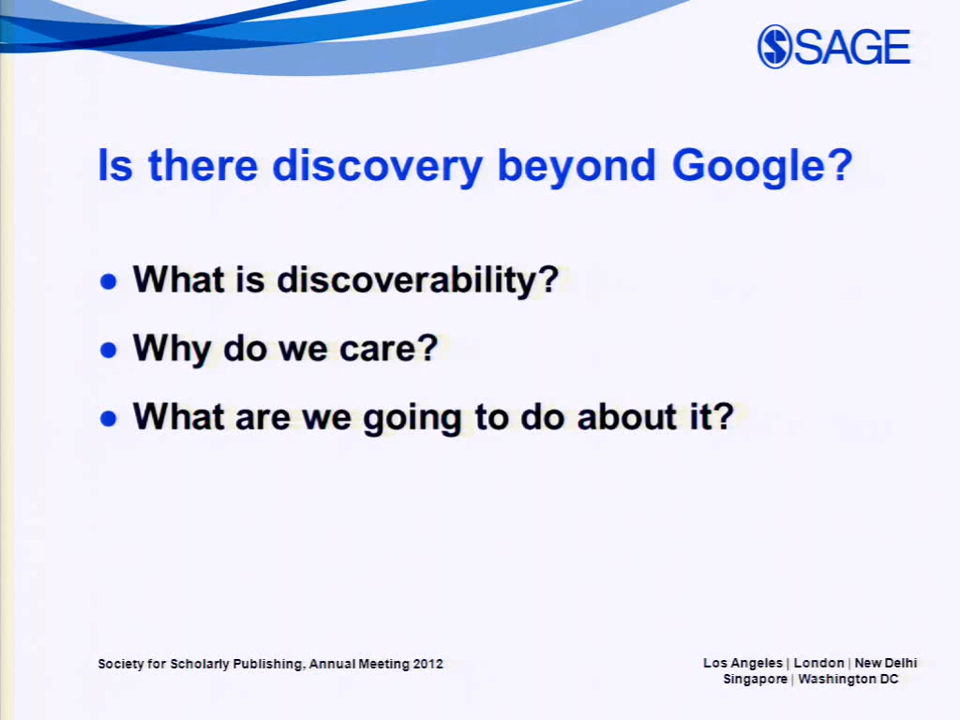 SAGE
Is there discovery beyond Google?
● What is discoverability?
● Why do we care?
● What are we going to do about it?
Society for Scholarly Publishing, Annual Meeting 2012
Los Angeles | London | New Delhi
Singapore | Washington DC